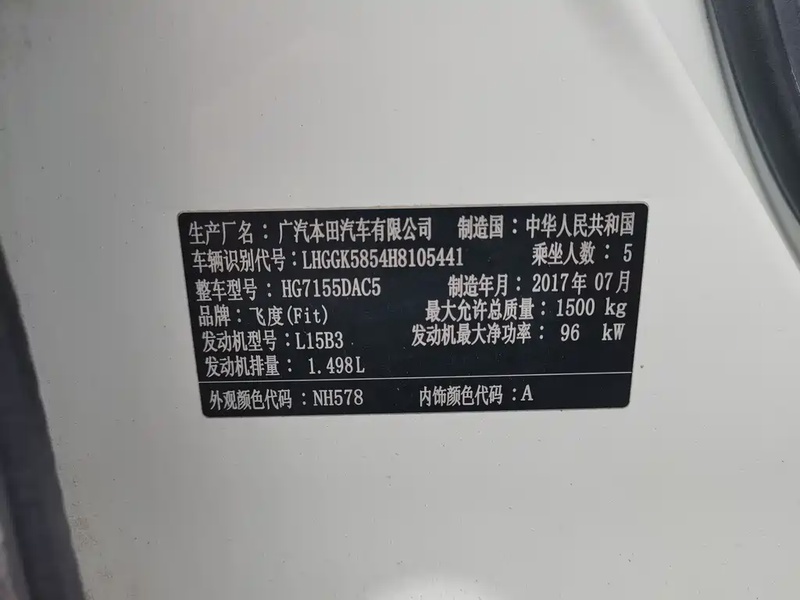 生产厂名：广汽本田汽车有限公司 制造国：中华人民共和国
车辆识别代号：LHGGK5854H8105441 乘坐人数：5
整车型号：HG7155DAC5 制造年月：2017年07月
品牌：飞度(Fit) 最大允许总质量：1500 kg
发动机型号：L15B3 发动机最大净功率：96 kW
发动机排量：1.498L
外观颜色代码：NH578 内饰颜色代码：A